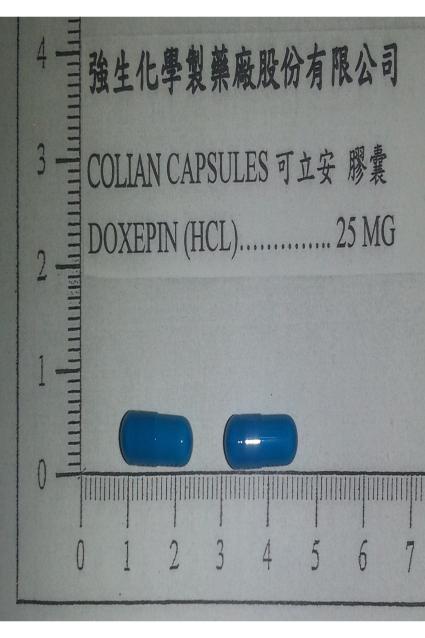 強生化學製藥廠股份有限公司
COLIAN CAPSULES 可立安 膠囊
DOXEPIN (HCL).............. 25 MG
4
3
2
1
0
0 1 2 3 4 5 6 7